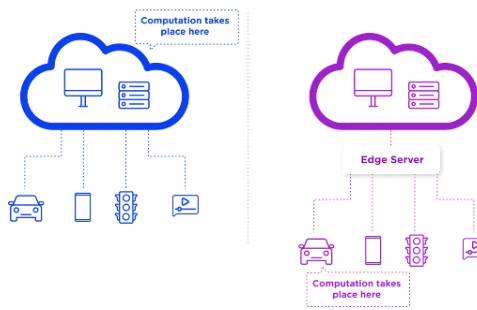 Computation takes
place here
Edge Server
Computation takes
place here